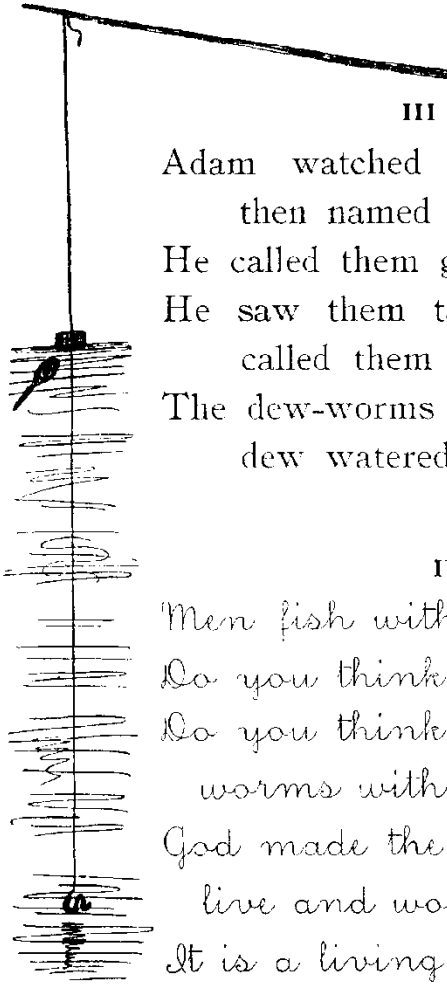 III
Adam watched
then named
He called them
He saw them
called them
The dew-worms
dew watered
Men fish with
Do you think
Do you think
worms with
God made the
live and
It is a living